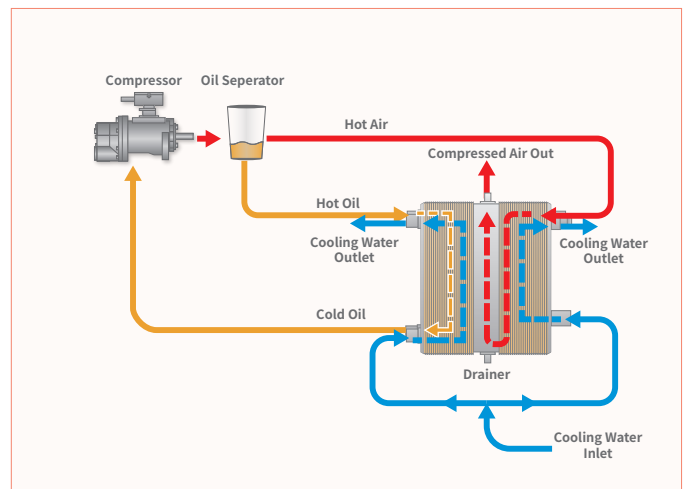 Compressor
Oil Seperator
Hot Air
Compressed Air Out
Hot Oil
Cooling Water
Outlet
Cooling Water
Outlet
Cold Oil
Drainer
Cooling Water
Inlet